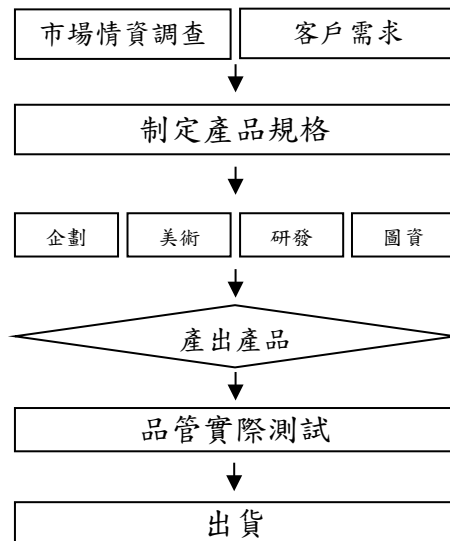 市場情資調查 客戶需求
制定產品規格
企劃 美術 研發 圖資
產出產品
品管實際測試
出貨